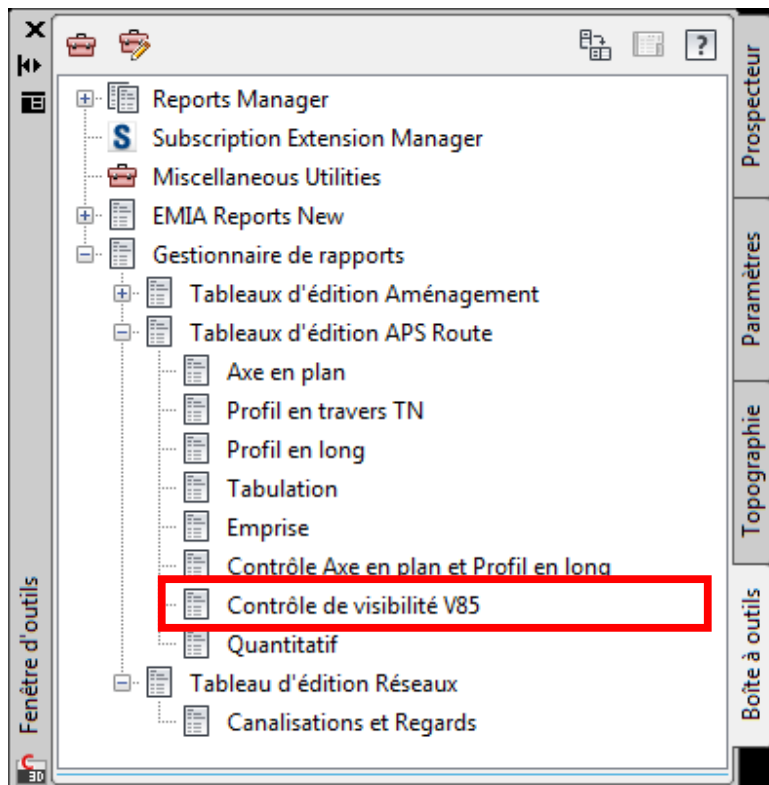 Reports Manager
S Subscription Extension Manager
Miscellaneous Utilities
EMIA Reports New
Gestionnaire de rapports
Tableaux d'édition Aménagement
Tableaux d'édition APS Route
Axe en plan
Profil en travers TN
Profil en long
Tabulation
Emprise
Contrôle Axe en plan et Profil en long
Contrôle de visibilité V85
Quantitatif
Tableau d'édition Réseaux
Canalisations et Regards
Prospecteur
Paramètres
Topographie
Boîte à outils
Fenêtre d'outils
C
3D
?